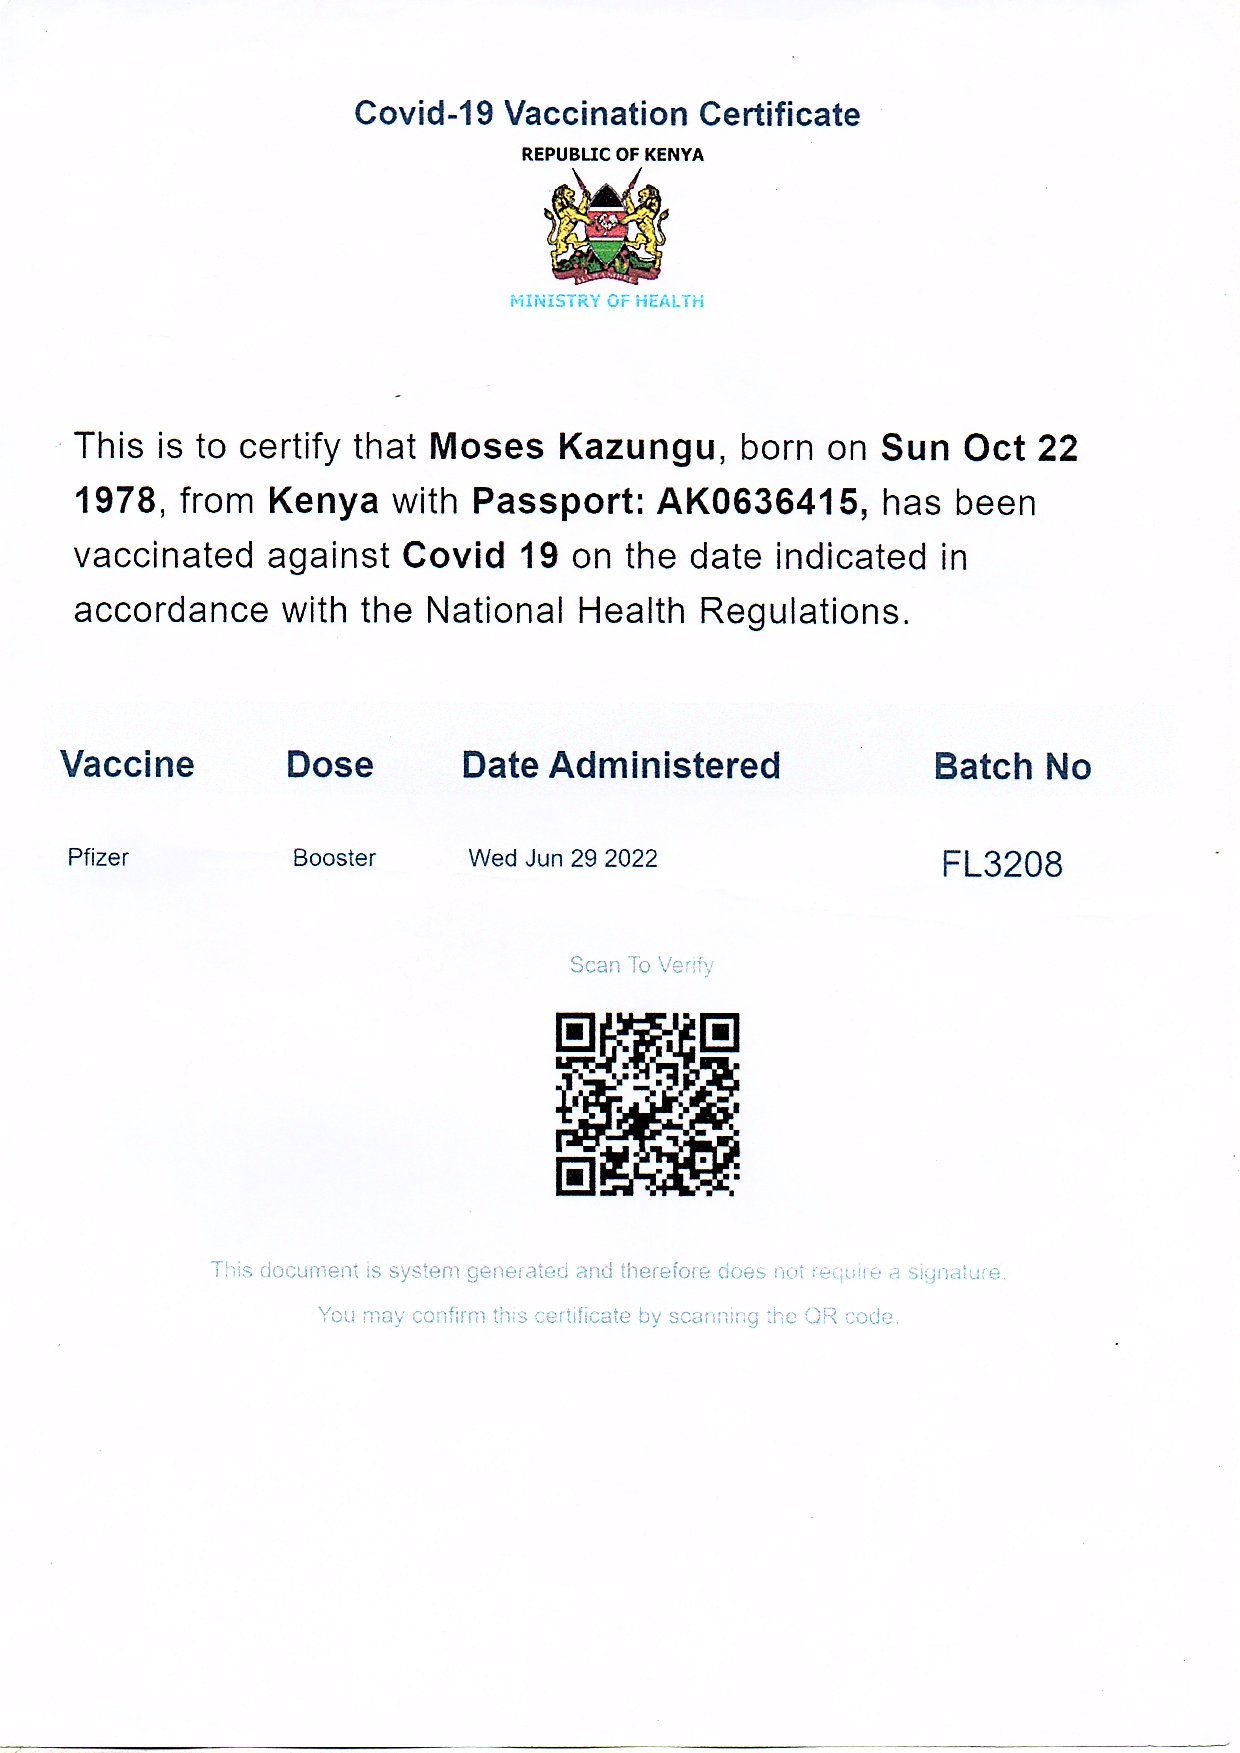 Covid-19 Vaccination Certificate
REPUBLIC OF KENYA
HARAMBEE
MINISTRY OF HEALTH
This is to certify that Moses Kazungu, born on Sun Oct 22
1978, from Kenya with Passport: AK0636415, has been
vaccinated against Covid 19 on the date indicated in
accordance with the National Health Regulations.
Vaccine Dose Date Administered Batch No
Pfizer Booster Wed Jun 29 2022 FL3208
Scan To Verify
This document is system generated and therefore does not require a signature.
You may confirm this certificate by scanning the QR code.